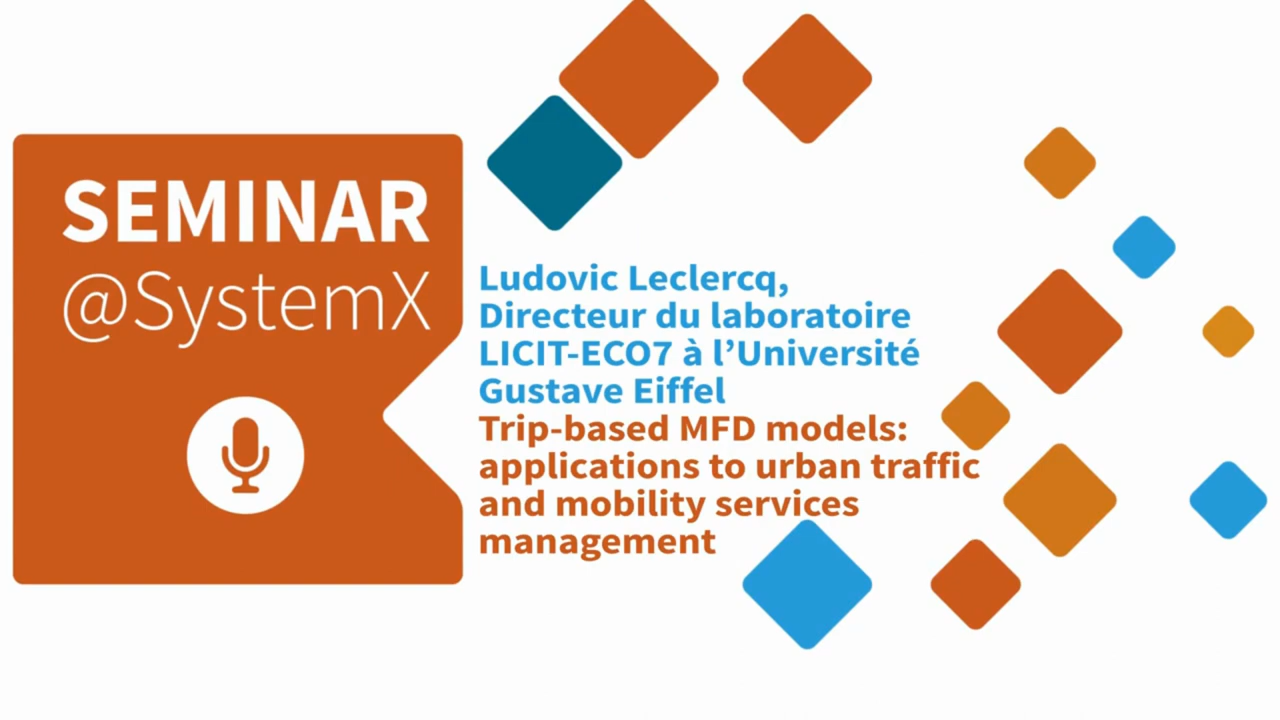 SEMINAR
@SystemX
Ludovic Leclercq,
Directeur du laboratoire
LICIT-ECO7 à l’Université
Gustave Eiffel
Trip-based MFD models:
applications to urban traffic
and mobility services
management